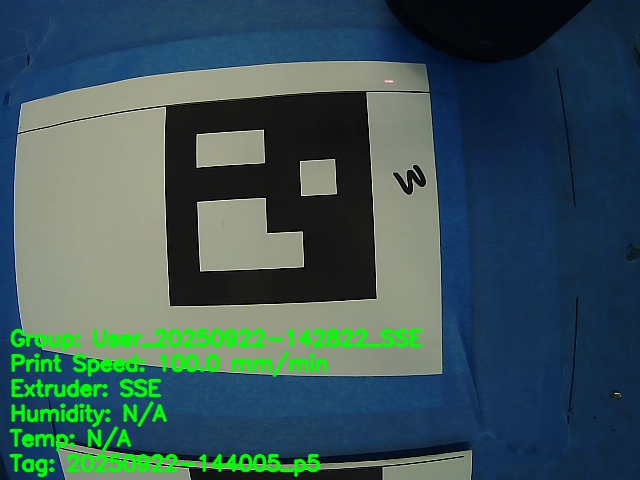 W
Group: User_20250922-142822_SSE
Print Speed: 100.0 mm/min
Extruder: SSE
Humidity: N/A
Temp: N/A
Tag: 20250922-144005_p5